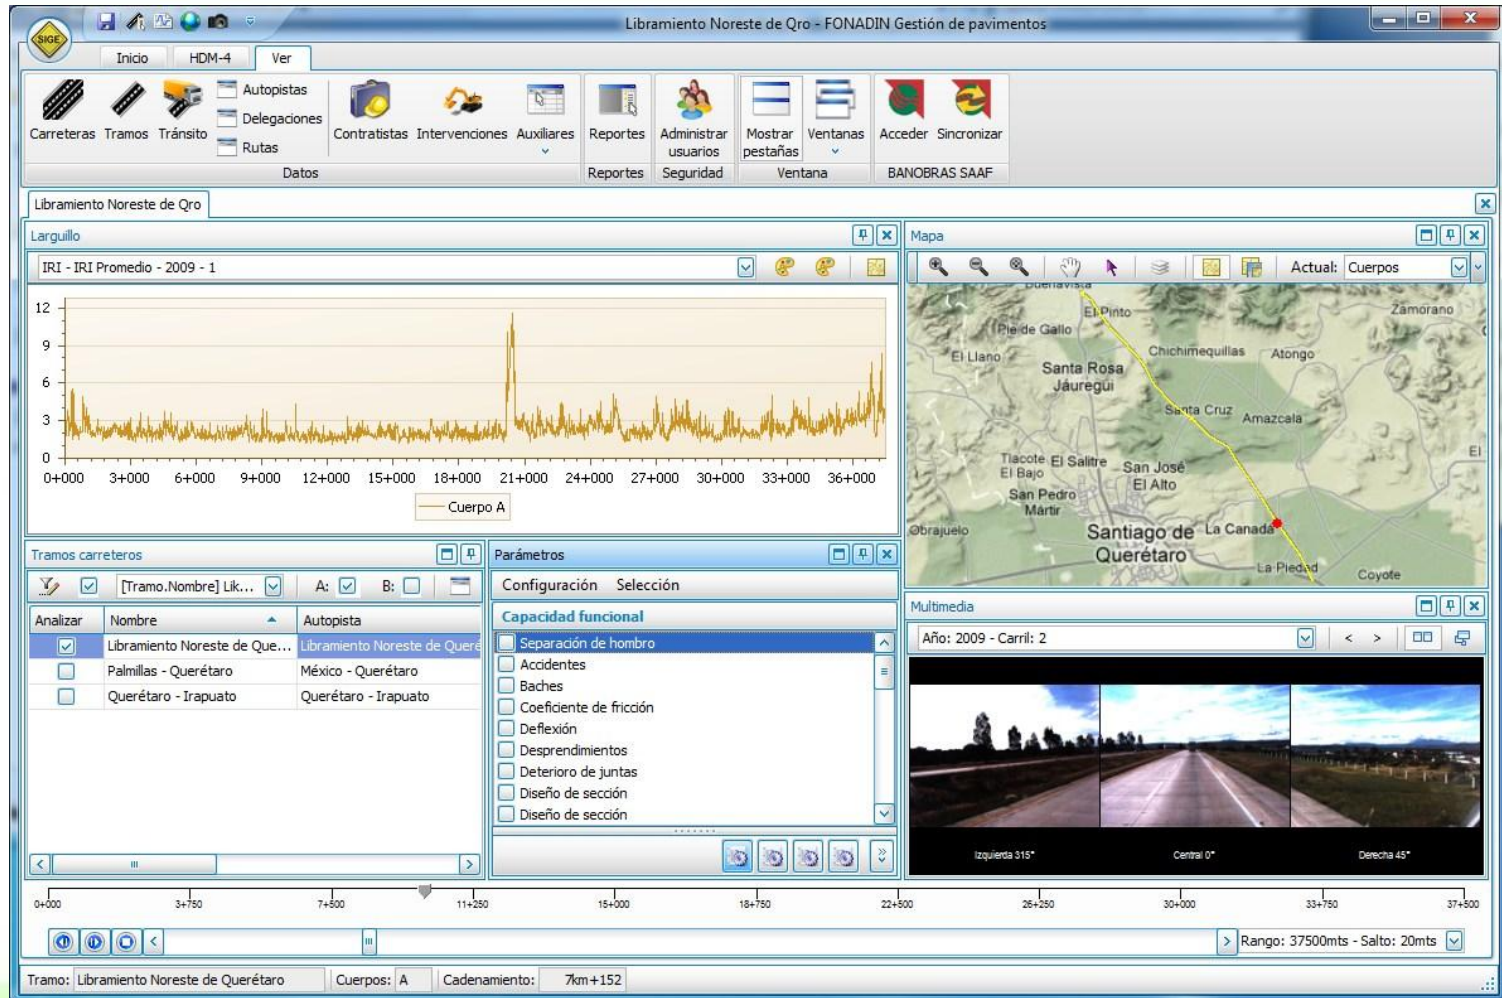 SIGE
Libramiento Noreste de Qro - FONADIN Gestión de pavimentos
Inicio HDM-4 Ver
Autopistas
Delegaciones
Rutas
Carreteras Tramos Tránsito Contratistas Intervenciones Auxiliares Reportes Administrar usuarios Mostrar pestañas Ventanas Acceder Sincronizar
Datos Reportes Seguridad Ventana BANOBRAS SAAF
Libramiento Noreste de Qro
Larguillo
IRI - IRI Promedio - 2009 - 1
12
9
6
3
0
0+000 3+000 6+000 9+000 12+000 15+000 18+000 21+000 24+000 27+000 30+000 33+000 36+000
Cuerpo A
Mapa
Actual: Cuerpos
Buenavista
El Pinto
Zamorano
Pie de Gallo
El Llano
Chichimequillas
Atongo
Santa Rosa
Jáuregui
Santa Cruz
Amazcala
Tlacote
El Bajo
El Salitre
San José
El Alto
El
San Pedro
Mártir
Obrajuelo
Santiago de
Querétaro
La Cañada
La Piedad
Coyote
Tramos carreteros
[Tramo.Nombre] Lik... A: B:
Analizar Nombre Autopista
Libramiento Noreste de Que... Libramiento Noreste de Queré
Palmillas - Querétaro México - Querétaro
Querétaro - Irapuato Querétaro - Irapuato
Parámetros
Configuración Selección
Capacidad funcional
Separación de hombro
Accidentes
Baches
Coeficiente de fricción
Deflexión
Desprendimientos
Deterioro de juntas
Diseño de sección
Diseño de sección
Multimedia
Año: 2009 - Carril: 2 < >
Izquierda 315° Central 0° Derecha 45°
0+000 3+750 7+500 11+250 15+000 18+750 22+500 26+250 30+000 33+750 37+500
Rango: 37500mts - Salto: 20mts
Tramo: Libramiento Noreste de Querétaro Cuerpos: A Cadenamiento: 7km+152